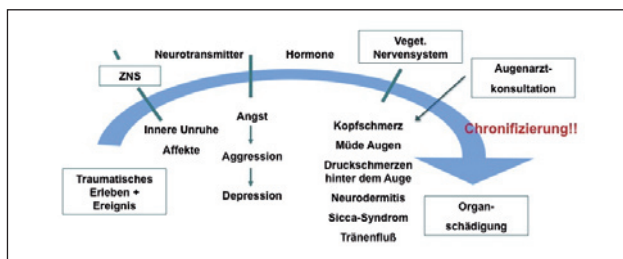 Neurotransmitter
Hormone
Veget.
Nervensystem
ZNS
Augenarzt-
konsultation
Innere Unruhe
Affekte
Angst
Aggression
Depression
Kopfschmerz
Müde Augen
Druckschmerzen
hinter dem Auge
Neurodermitis
Sicca-Syndrom
Tränenfluß
Chronifizierung!!
Traumatisches
Erleben +
Ereignis
Organ-
schädigung